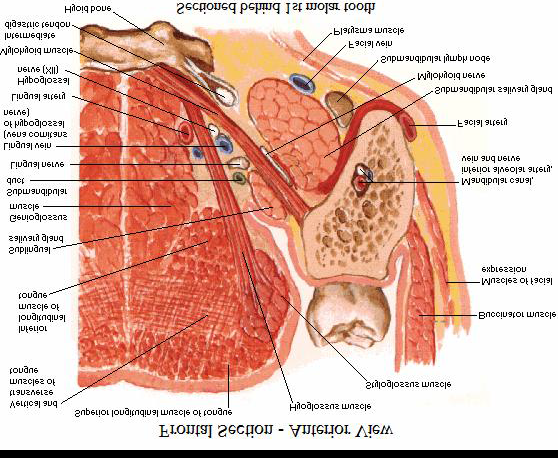 Frontal Section - Anterior View
Superior longitudinal muscle of tongue
Hyoglossus muscle
Styloglossus muscle
Vertical and
transverse
muscles of
tongue
Inferior
longitudinal
muscle of
tongue
Sublingual
salivary gland
Genioglossus
muscle
Submandibular
duct
Lingual nerve
Lingual vein
(vena comitans
of hypoglossal
nerve)
Lingual artery
Hypoglossal
nerve (XII)
Mylohyoid muscle
Intermediate
digastric tendon
Hyoid bone
Buccinator muscle
Muscles of facial
expression
Mandibular canal,
inferior alveolar artery,
vein and nerve
Facial artery
Submandibular salivary gland
Mylohyoid nerve
Submandibular lymph node
Facial vein
Platysma muscle
Sectioned behind 1st molar tooth